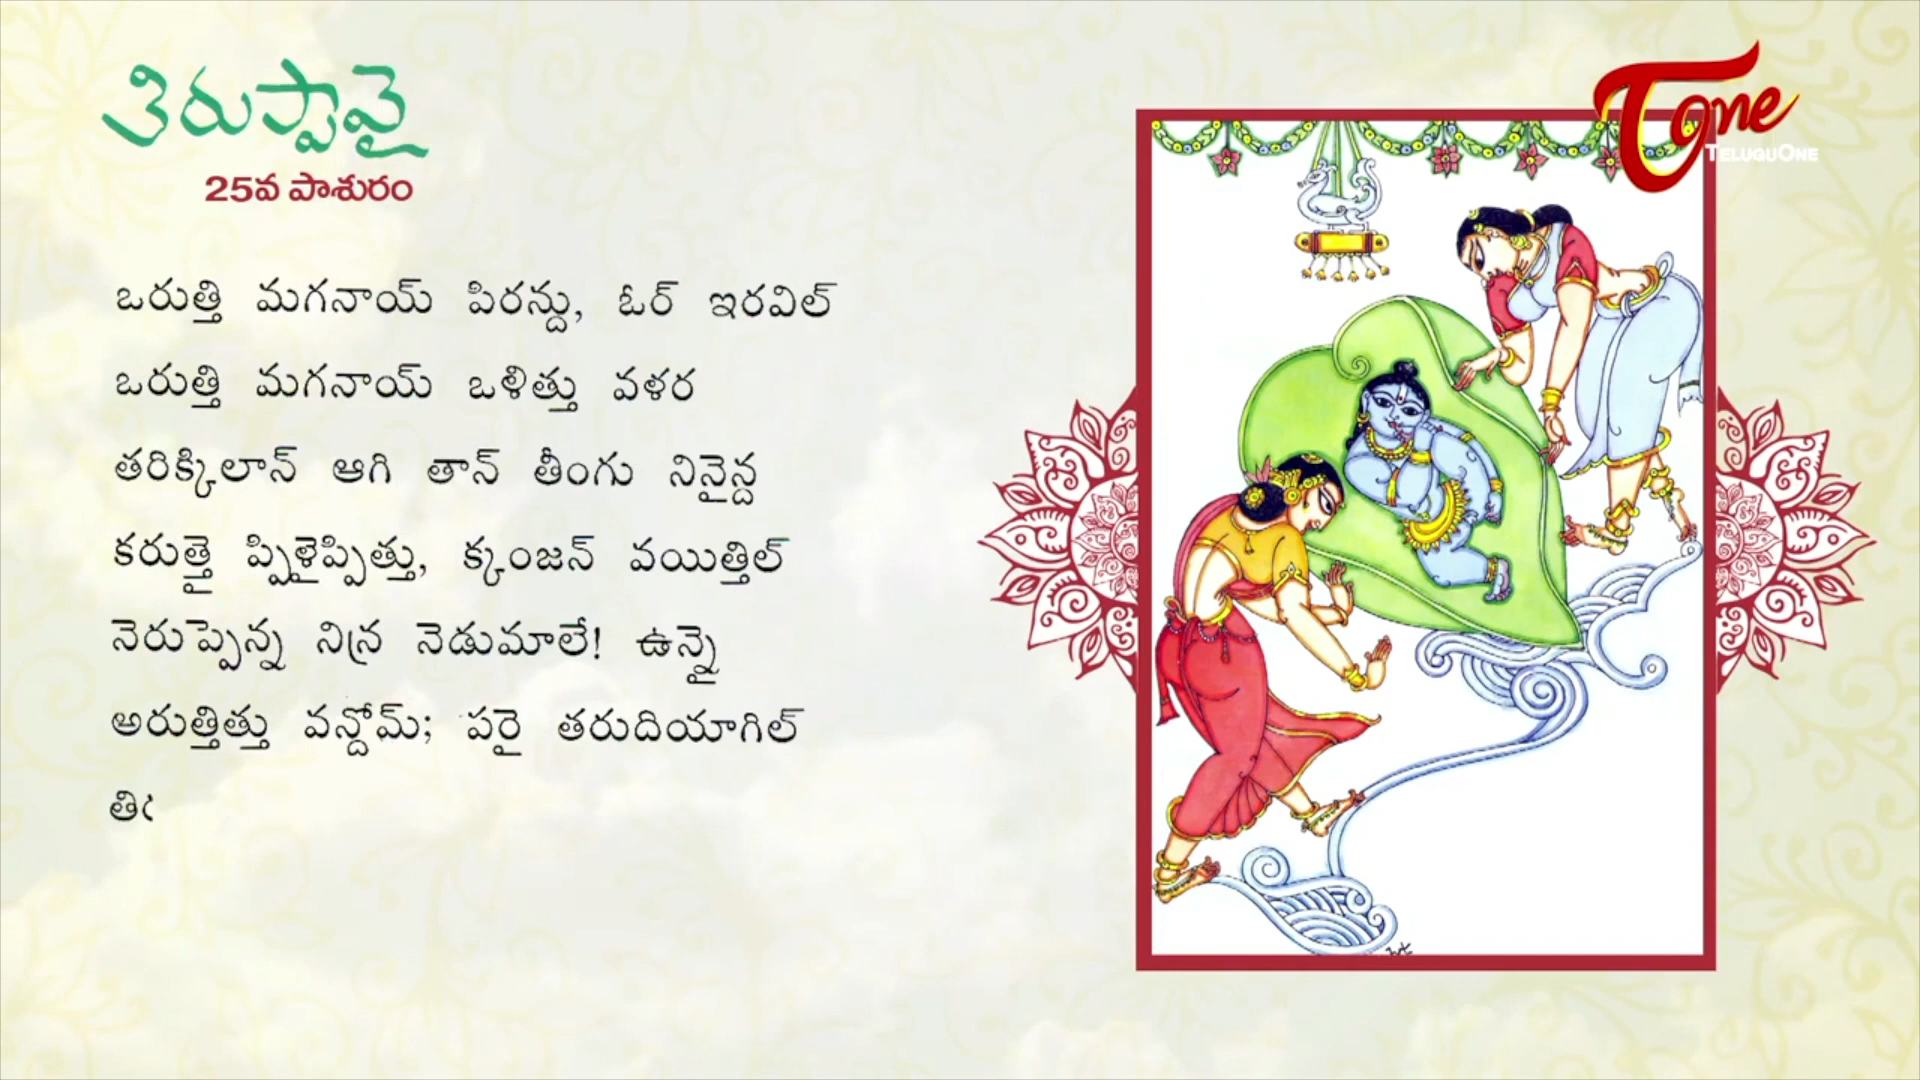 తిరుప్పావై
25వ పాశురం
ఒరుత్తి మగనాయ్ పిరన్దు, ఓర్ ఇరవిల్
ఒరుత్తి మగనాయ్ ఒళిత్తు వళర
తరిక్కిలాన్ ఆగి తాన్ తీంగు నినైన్ద
కరుత్తై ప్పిళైప్పిత్తు, క్కంజన్ వయిత్తిల్
నెరుప్పెన్న నిన్ర నెడుమాలే! ఉన్నై
అరుత్తిత్తు వన్దోమ్; పరై తరుదియాగిల్
Tone
TELUGUONE